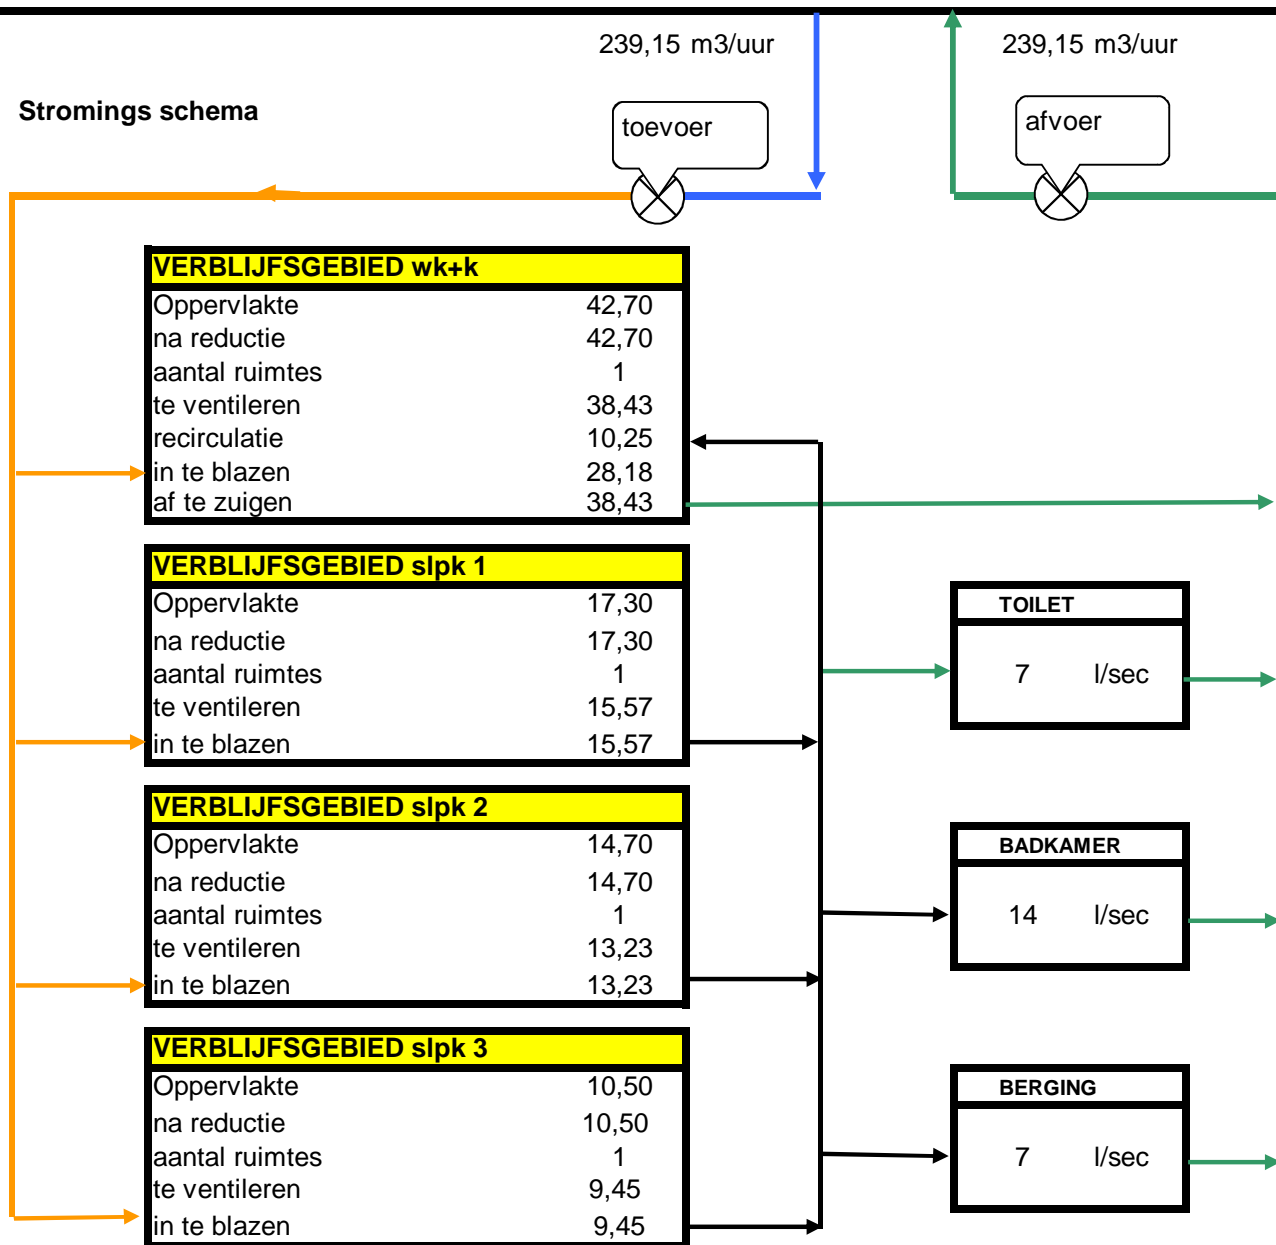 239,15 m3/uur
239,15 m3/uur
Stromings schema
toevoer
afvoer
VERBLIJFSGEBIED wk+k
Oppervlakte 42,70
na reductie 42,70
aantal ruimtes 1
te ventileren 38,43
recirculatie 10,25
in te blazen 28,18
af te zuigen 38,43
VERBLIJFSGEBIED slpk 1
Oppervlakte 17,30
na reductie 17,30
aantal ruimtes 1
te ventileren 15,57
in te blazen 15,57
TOILET
7 l/sec
VERBLIJFSGEBIED slpk 2
Oppervlakte 14,70
na reductie 14,70
aantal ruimtes 1
te ventileren 13,23
in te blazen 13,23
BADKAMER
14 l/sec
VERBLIJFSGEBIED slpk 3
Oppervlakte 10,50
na reductie 10,50
aantal ruimtes 1
te ventileren 9,45
in te blazen 9,45
BERGING
7 l/sec